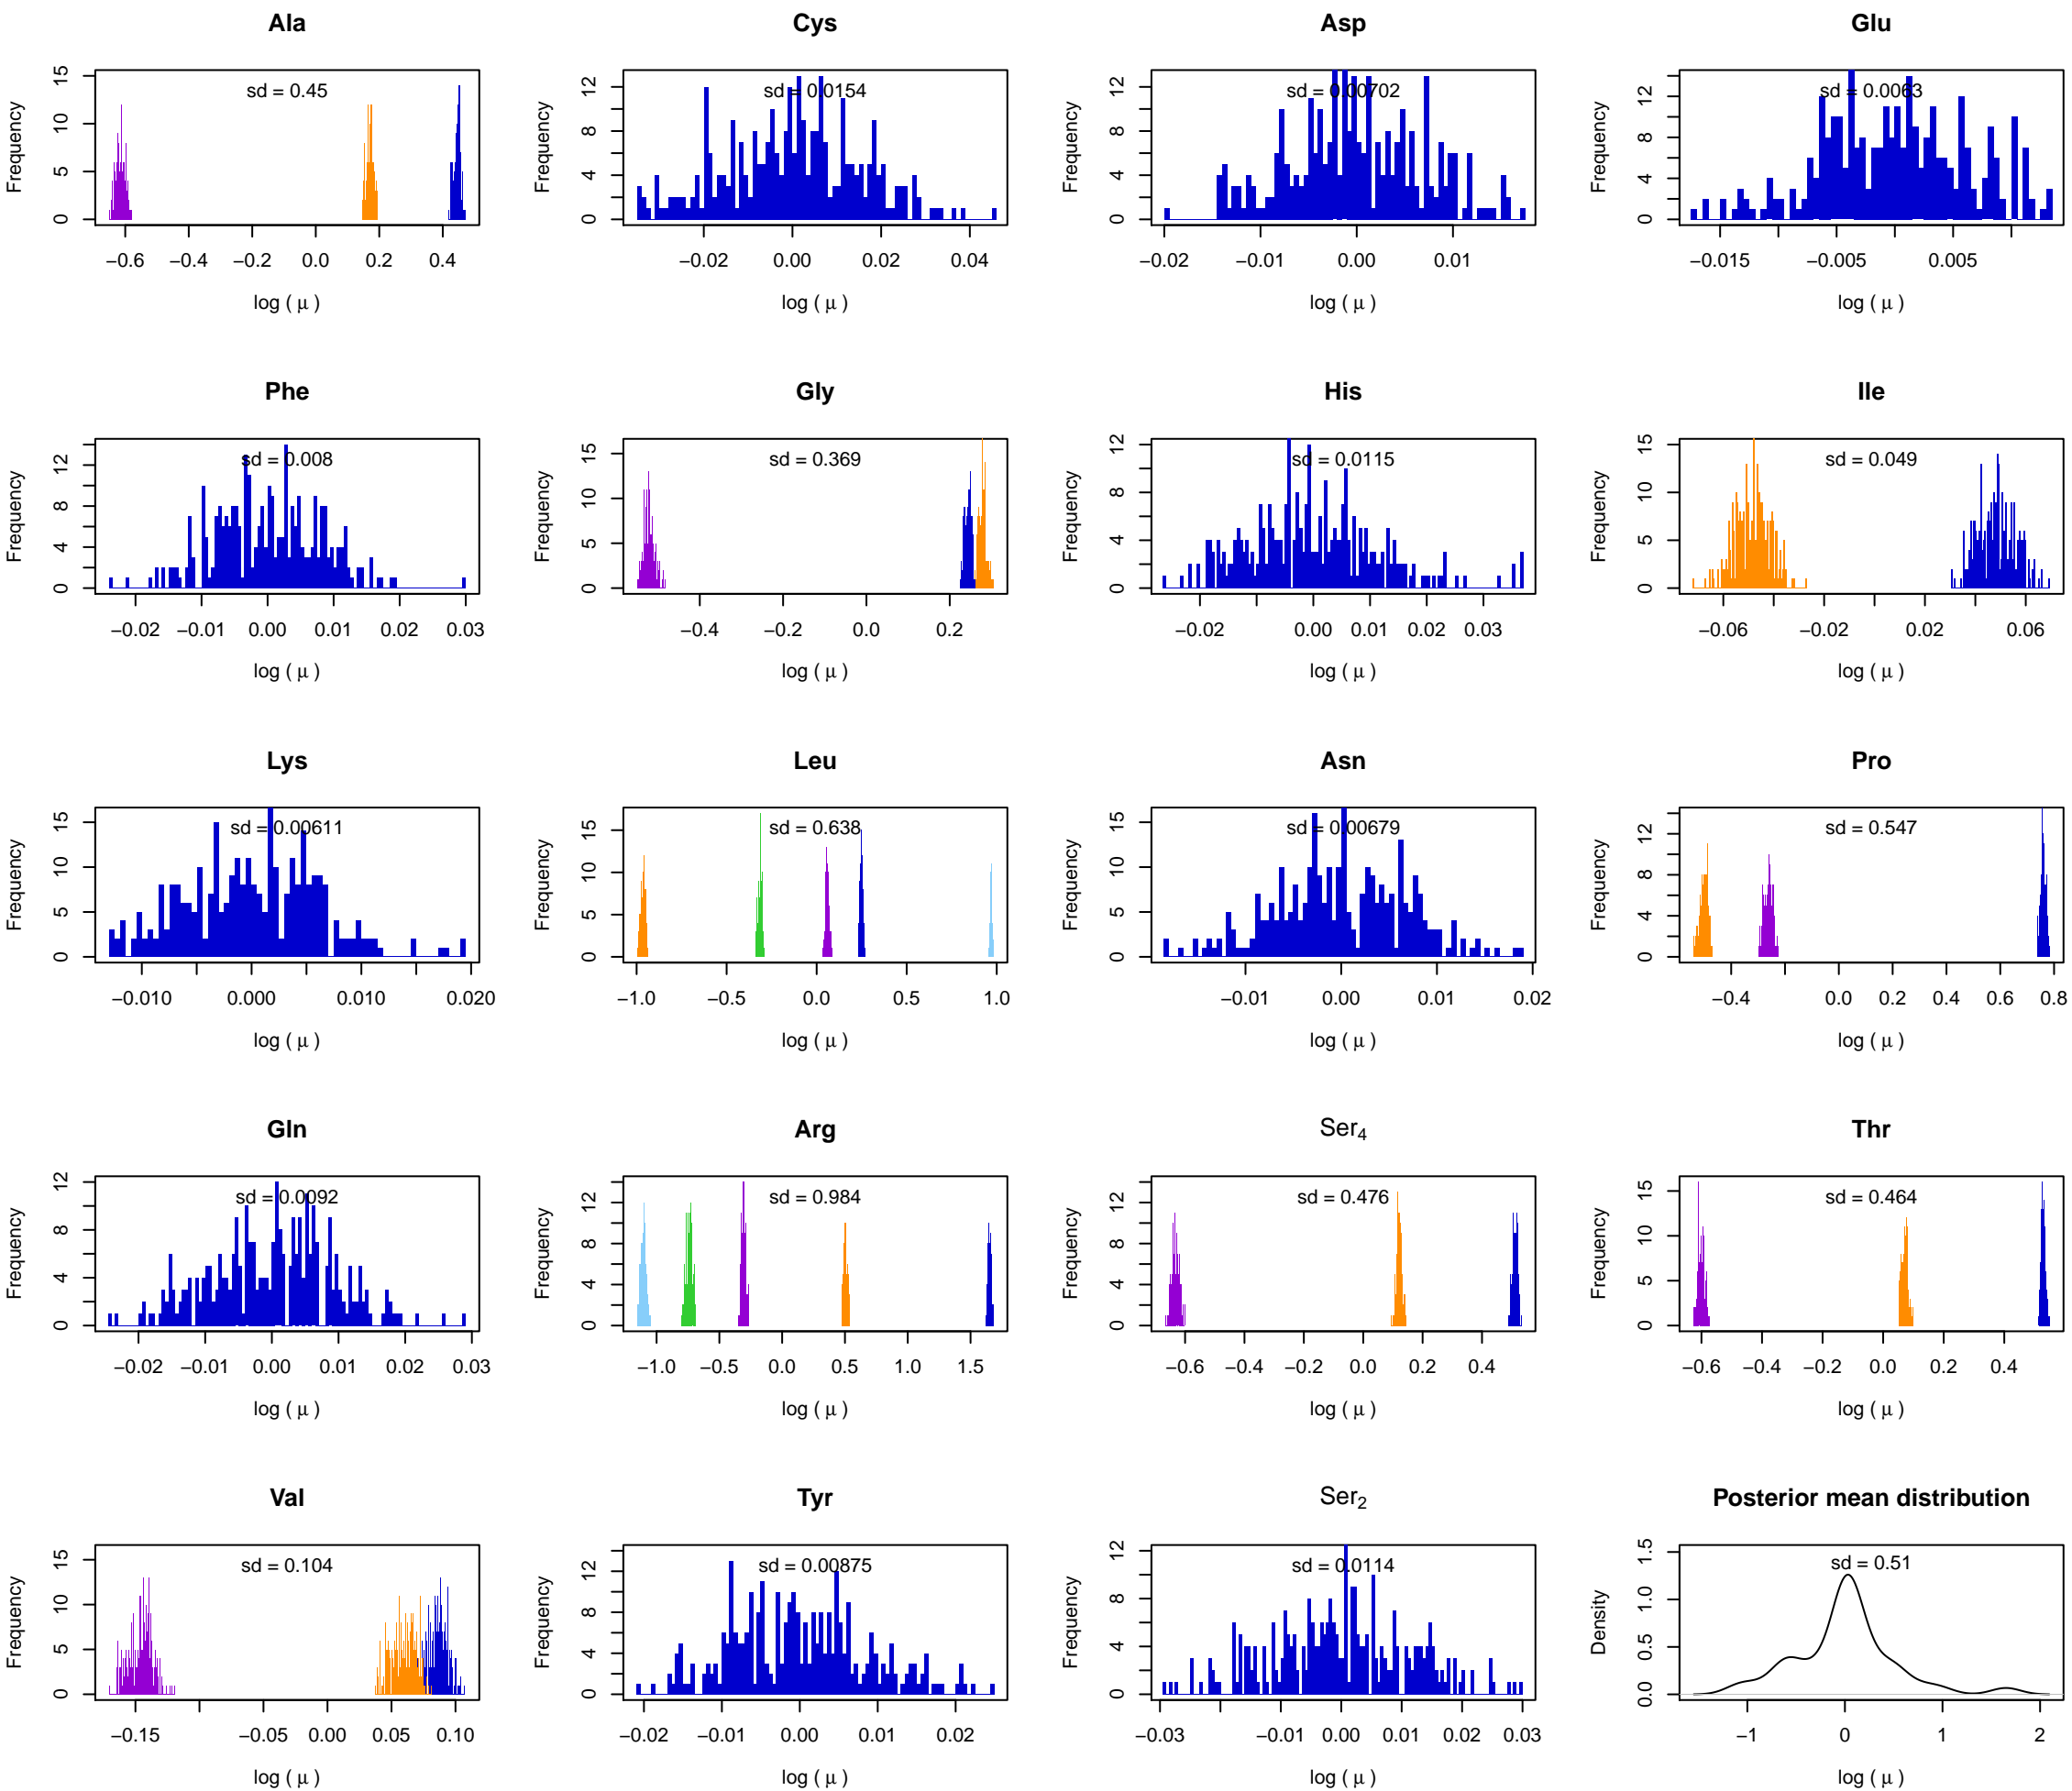 Ala
sd = 0.45
Frequency
15
10
5
0
−0.6 −0.4 −0.2 0.0 0.2 0.4
log ( μ )
Cys
sd = 0.0154
Frequency
12
8
4
0
−0.02 0.00 0.02 0.04
log ( μ )
Asp
sd = 0.00702
Frequency
12
8
4
0
−0.02 −0.01 0.00 0.01
log ( μ )
Glu
sd = 0.0063
Frequency
12
8
4
0
−0.015 −0.005 0.005
log ( μ )
Phe
sd = 0.008
Frequency
12
8
4
0
−0.02 −0.01 0.00 0.01 0.02 0.03
log ( μ )
Gly
sd = 0.369
Frequency
15
10
5
0
−0.4 −0.2 0.0 0.2
log ( μ )
His
sd = 0.0115
Frequency
12
8
4
0
−0.02 0.00 0.01 0.02 0.03
log ( μ )
Ile
sd = 0.049
Frequency
15
10
5
0
−0.06 −0.02 0.02 0.06
log ( μ )
Lys
sd = 0.00611
Frequency
15
10
5
0
−0.010 0.000 0.010 0.020
log ( μ )
Leu
sd = 0.638
Frequency
15
10
5
0
−1.0 −0.5 0.0 0.5 1.0
log ( μ )
Asn
sd = 0.00679
Frequency
15
10
5
0
−0.01 0.00 0.01 0.02
log ( μ )
Pro
sd = 0.547
Frequency
12
8
4
0
−0.4 0.0 0.2 0.4 0.6 0.8
log ( μ )
Gln
sd = 0.0092
Frequency
12
8
4
0
−0.02 −0.01 0.00 0.01 0.02 0.03
log ( μ )
Arg
sd = 0.984
Frequency
12
8
4
0
−1.0 −0.5 0.0 0.5 1.0 1.5
log ( μ )
Ser₄
sd = 0.476
Frequency
12
8
4
0
−0.6 −0.4 −0.2 0.0 0.2 0.4
log ( μ )
Thr
sd = 0.464
Frequency
15
10
5
0
−0.6 −0.4 −0.2 0.0 0.2 0.4
log ( μ )
Val
sd = 0.104
Frequency
15
10
5
0
−0.15 −0.05 0.00 0.05 0.10
log ( μ )
Tyr
sd = 0.00875
Frequency
12
8
4
0
−0.02 −0.01 0.00 0.01 0.02
log ( μ )
Ser₂
sd = 0.0114
Frequency
12
8
4
0
−0.03 −0.01 0.00 0.01 0.02 0.03
log ( μ )
Posterior mean distribution
sd = 0.51
Density
1.5
1.0
0.5
0.0
−1 0 1 2
log ( μ )